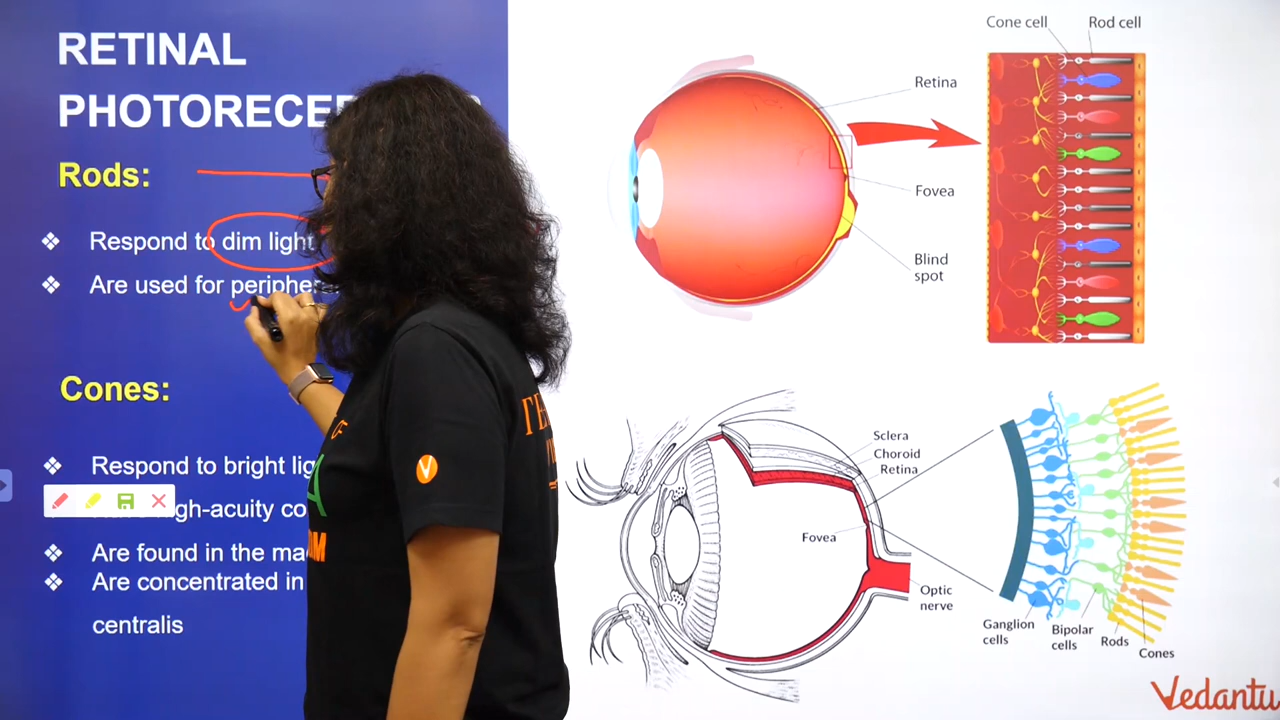 RETINAL
PHOTORECE
Rods:
Respond to dim light
Are used for periphe
Cones:
Respond to bright lig
high-acuity co
Are found in the ma
Are concentrated in
centralis
Cone cell
Rod cell
Retina
Fovea
Blind
spot
Sclera
Choroid
Retina
Fovea
Optic
nerve
Ganglion
cells
Bipolar
cells
Rods
Cones
V
Vedantu